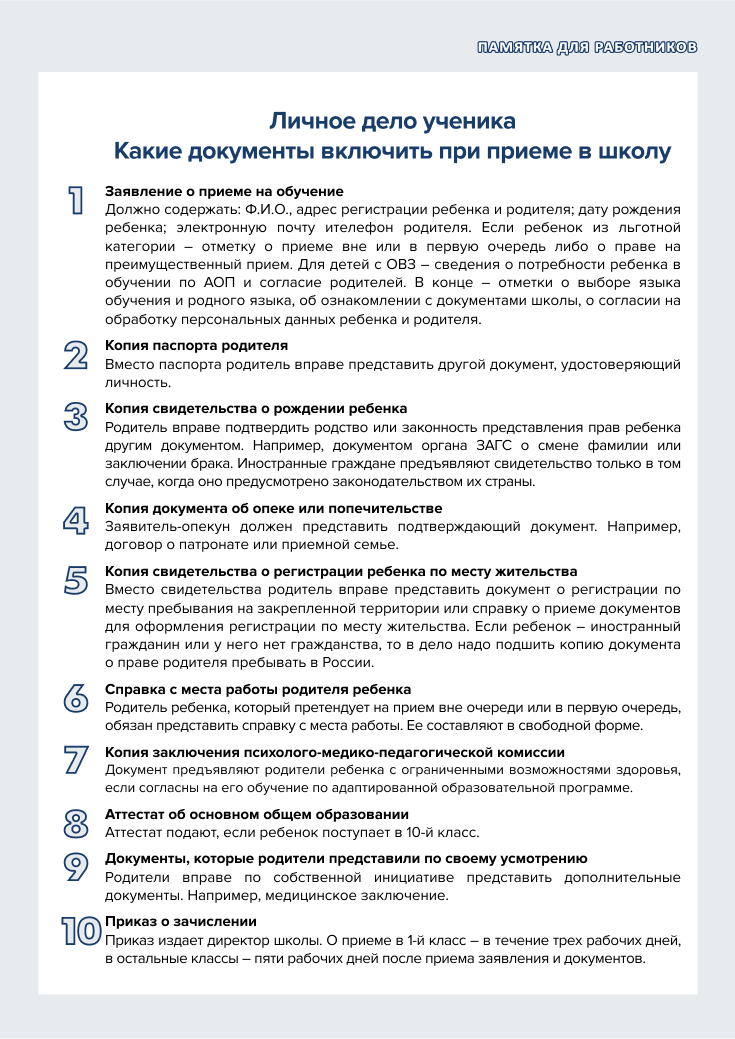 ПАМЯТКА ДЛЯ РАБОТНИКОВ
Личное дело ученика
Какие документы включить при приеме в школу
1 Заявление о приеме на обучение
Должно содержать: Ф.И.О., адрес регистрации ребенка и родителя; дату рождения
ребенка; электронную почту ителефон родителя. Если ребенок из льготной
категории – отметку о приеме вне или в первую очередь либо о праве на
преимущественный прием. Для детей с ОВЗ – сведения о потребности ребенка в
обучении по АОП и согласие родителей. В конце – отметки о выборе языка
обучения и родного языка, об ознакомлении с документами школы, о согласии на
обработку персональных данных ребенка и родителя.
2 Копия паспорта родителя
Вместо паспорта родитель вправе представить другой документ, удостоверяющий
личность.
3 Копия свидетельства о рождении ребенка
Родитель вправе подтвердить родство или законность представления прав ребенка
другим документом. Например, документом органа ЗАГС о смене фамилии или
заключении брака. Иностранные граждане предъявляют свидетельство только в том
случае, когда оно предусмотрено законодательством их страны.
4 Копия документа об опеке или попечительстве
Заявитель-опекун должен представить подтверждающий документ. Например,
договор о патронате или приемной семье.
5 Копия свидетельства о регистрации ребенка по месту жительства
Вместо свидетельства родитель вправе представить документ о регистрации по
месту пребывания на закрепленной территории или справку о приеме документов
для оформления регистрации по месту жительства. Если ребенок – иностранный
гражданин или у него нет гражданства, то в дело надо подшить копию документа
о праве родителя пребывать в России.
6 Справка с места работы родителя ребенка
Родитель ребенка, который претендует на прием вне очереди или в первую очередь,
обязан представить справку с места работы. Ее составляют в свободной форме.
7 Копия заключения психолого-медико-педагогической комиссии
Документ предъявляют родители ребенка с ограниченными возможностями здоровья,
если согласны на его обучение по адаптированной образовательной программе.
8 Аттестат об основном общем образовании
Аттестат подают, если ребенок поступает в 10-й класс.
9 Документы, которые родители представили по своему усмотрению
Родители вправе по собственной инициативе представить дополнительные
документы. Например, медицинское заключение.
10 Приказ о зачислении
Приказ издает директор школы. О приеме в 1-й класс – в течение трех рабочих дней,
в остальные классы – пяти рабочих дней после приема заявления и документов.